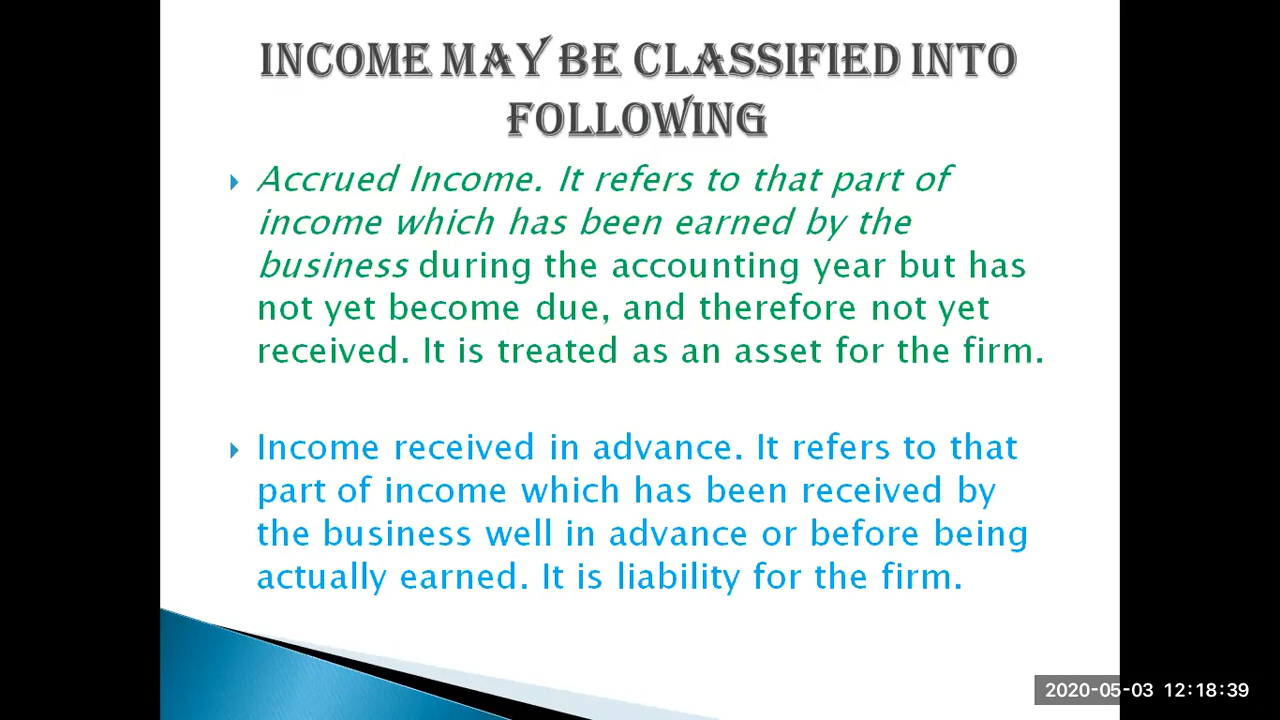 INCOME MAY BE CLASSIFIED INTO
FOLLOWING
Accrued Income. It refers to that part of
income which has been earned by the
business during the accounting year but has
not yet become due, and therefore not yet
received. It is treated as an asset for the firm.
Income received in advance. It refers to that
part of income which has been received by
the business well in advance or before being
actually earned. It is liability for the firm.
2020-05-03 12:18:39